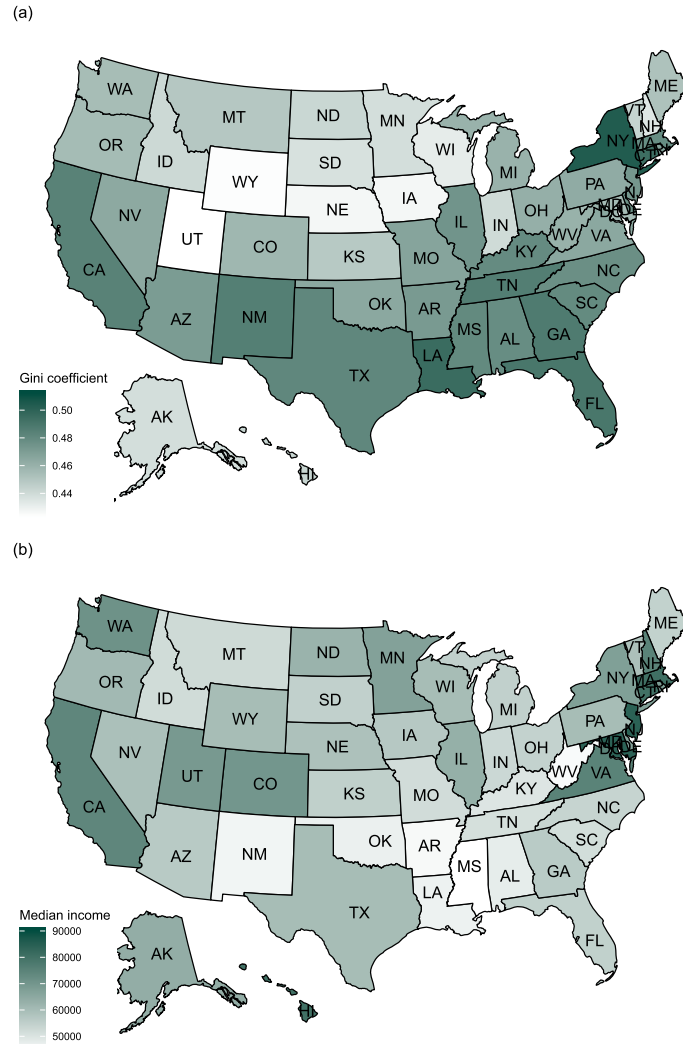 (a)
WA
MT
ND
MN
ME
VT
NH
OR
ID
SD
WI
NY
MA
CT
RI
WY
MI
IA
PA
NJ
NE
OH
IL
IN
MD
DE
DC
NV
UT
CO
WV
VA
KS
MO
KY
CA
NC
TN
OK
AR
SC
AZ
NM
MS
AL
GA
LA
TX
FL
Gini coefficient
0.50
0.48
0.46
0.44
AK
HI
(b)
WA
MT
ND
MN
ME
VT
NH
OR
ID
SD
WI
NY
MA
CT
RI
WY
MI
IA
PA
NJ
NE
OH
IL
IN
MD
DE
DC
NV
UT
CO
WV
VA
KS
MO
KY
CA
NC
TN
OK
AR
SC
AZ
NM
MS
AL
GA
LA
TX
FL
Median income
90000
80000
70000
60000
50000
AK
HI